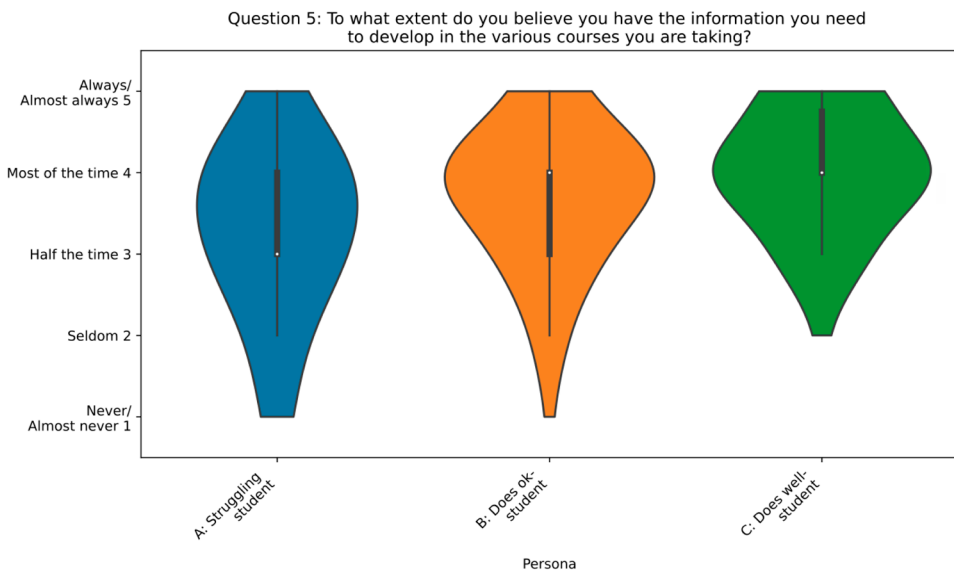 Question 5: To what extent do you believe you have the information you need
to develop in the various courses you are taking?
Always/
Almost always 5
Most of the time 4
Half the time 3
Seldom 2
Never/
Almost never 1
A: Struggling
student
B: Does ok-
student
C: Does well-
student
Persona